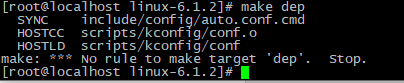 [root@localhost linux-6.1.2]# make dep
  SYNC    include/config/auto.conf.cmd
  HOSTCC  scripts/kconfig/conf.o
  HOSTLD  scripts/kconfig/conf
make: *** No rule to make target 'dep'.  Stop.
[root@localhost linux-6.1.2]#